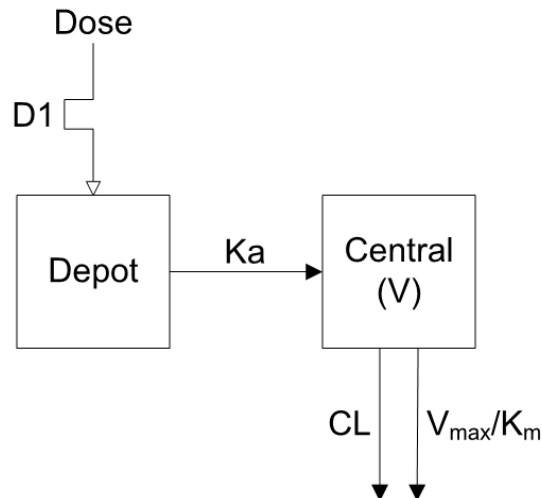 Dose
D1
Depot
Ka
Central
(V)
CL
Vmax/Km